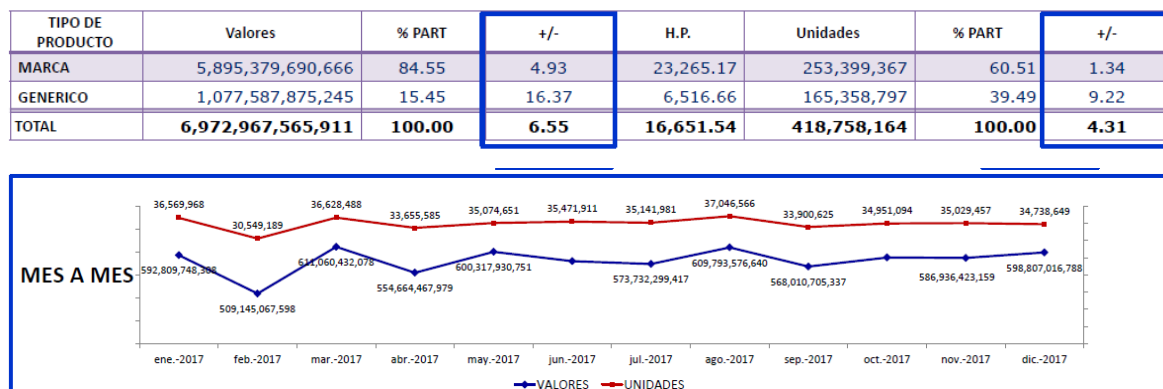 TIPO DE PRODUCTO Valores % PART +/- H.P. Unidades % PART +/-
MARCA 5,895,379,690,666 84.55 4.93 23,265.17 253,399,367 60.51 1.34
GENERICO 1,077,587,875,245 15.45 16.37 6,516.66 165,358,797 39.49 9.22
TOTAL 6,972,967,565,911 100.00 6.55 16,651.54 418,758,164 100.00 4.31
36,569,968 30,549,189 36,628,488 33,655,585 35,074,651 35,471,911 35,141,981 37,046,566 33,900,625 34,951,094 35,029,457 34,738,649
MES A MES
592,809,748,308 509,145,067,598 611,060,432,078 554,664,467,979 600,317,930,751 573,732,299,417 609,793,576,640 568,010,705,337 586,936,423,159 598,807,016,788
ene.-2017 feb.-2017 mar.-2017 abr.-2017 may.-2017 jun.-2017 jul.-2017 ago.-2017 sep.-2017 oct.-2017 nov.-2017 dic.-2017
VALORES UNIDADES